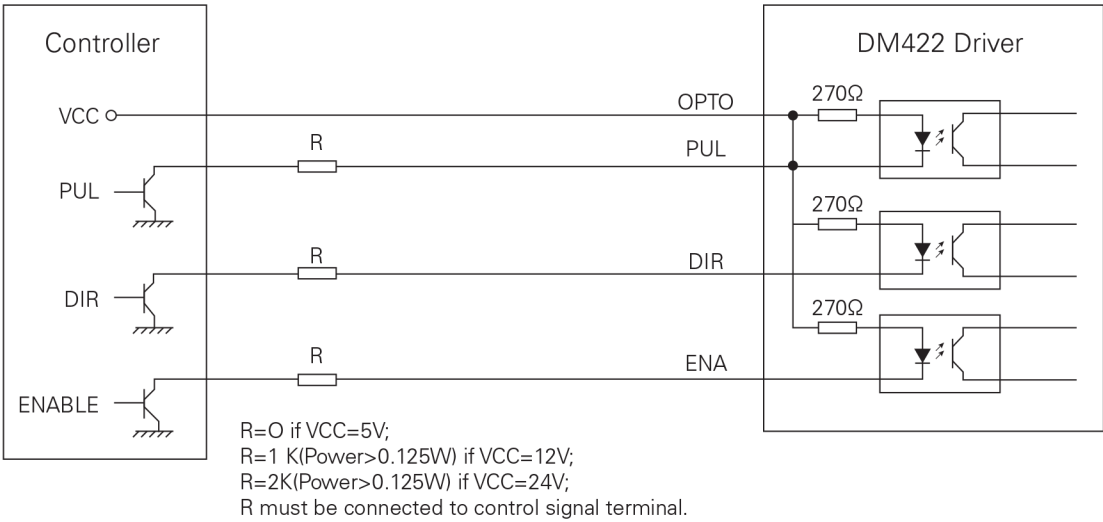 Controller
DM422 Driver
VCC
OPTO
270Ω
R
PUL
PUL
270Ω
R
DIR
DIR
270Ω
R
ENA
ENABLE
R=O if VCC=5V;
R=1 K(Power>0.125W) if VCC=12V;
R=2K(Power>0.125W) if VCC=24V;
R must be connected to control signal terminal.